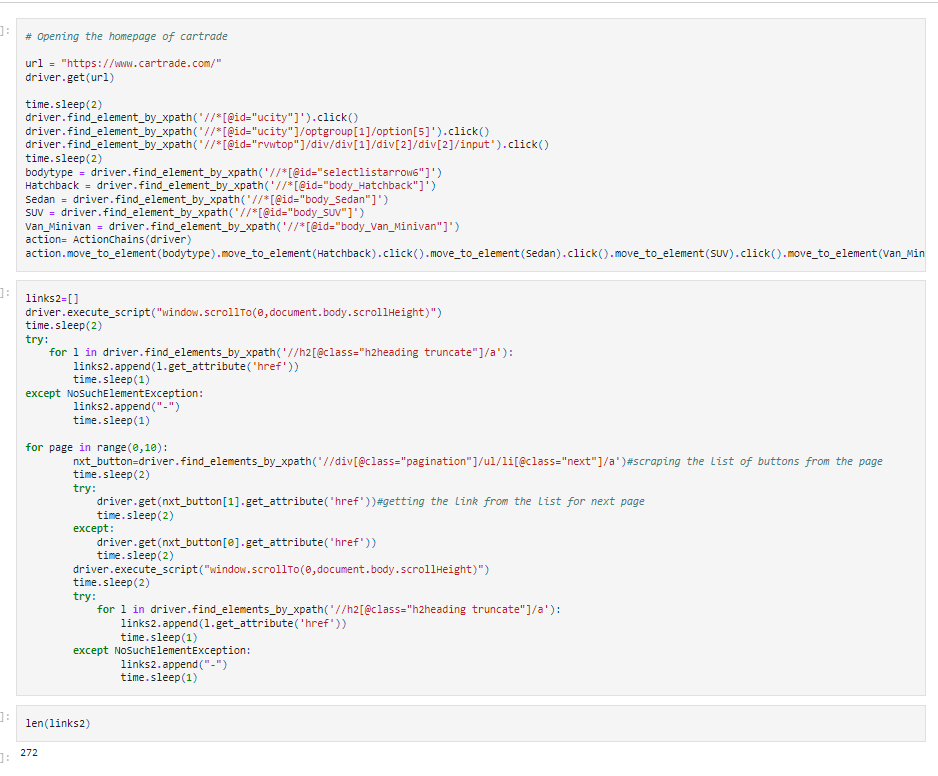 ]:
# Opening the homepage of cartrade
url = "https://www.cartrade.com/"
driver.get(url)
time.sleep(2)
driver.find_element_by_xpath('//*[@id="ucity"]').click()
driver.find_element_by_xpath('//*[@id="ucity"]/optgroup[1]/option[5]').click()
driver.find_element_by_xpath('//*[@id="rvwtop"]/div/div[1]/div[2]/div[2]/input').click()
time.sleep(2)
bodytype = driver.find_element_by_xpath('//*[@id="selectlistarrow6"]')
Hatchback = driver.find_element_by_xpath('//*[@id="body_Hatchback"]')
Sedan = driver.find_element_by_xpath('//*[@id="body_Sedan"]')
SUV = driver.find_element_by_xpath('//*[@id="body_SUV"]')
Van_Minivan = driver.find_element_by_xpath('//*[@id="body_Van_Minivan"]')
action= ActionChains(driver)
action.move_to_element(bodytype).move_to_element(Hatchback).click().move_to_element(Sedan).click().move_to_element(SUV).click().move_to_element(Van_Min
]:
links2=[]
driver.execute_script("window.scrollTo(0,document.body.scrollHeight)")
time.sleep(2)
try:
    for l in driver.find_elements_by_xpath('//h2[@class="h2heading truncate"]/a'):
        links2.append(l.get_attribute('href'))
        time.sleep(1)
except NoSuchElementException:
        links2.append("-")
        time.sleep(1)
for page in range(0,10):
        nxt_button=driver.find_elements_by_xpath('//div[@class="pagination"]/ul/li[@class="next"]/a')#scraping the list of buttons from the page
        time.sleep(2)
        try:
            driver.get(nxt_button[1].get_attribute('href'))#getting the link from the list for next page
            time.sleep(2)
        except:
            driver.get(nxt_button[0].get_attribute('href'))
            time.sleep(2)
        driver.execute_script("window.scrollTo(0,document.body.scrollHeight)")
        time.sleep(2)
        try:
            for l in driver.find_elements_by_xpath('//h2[@class="h2heading truncate"]/a'):
                links2.append(l.get_attribute('href'))
                time.sleep(1)
        except NoSuchElementException:
                links2.append("-")
                time.sleep(1)
]:
len(links2)
]:
272